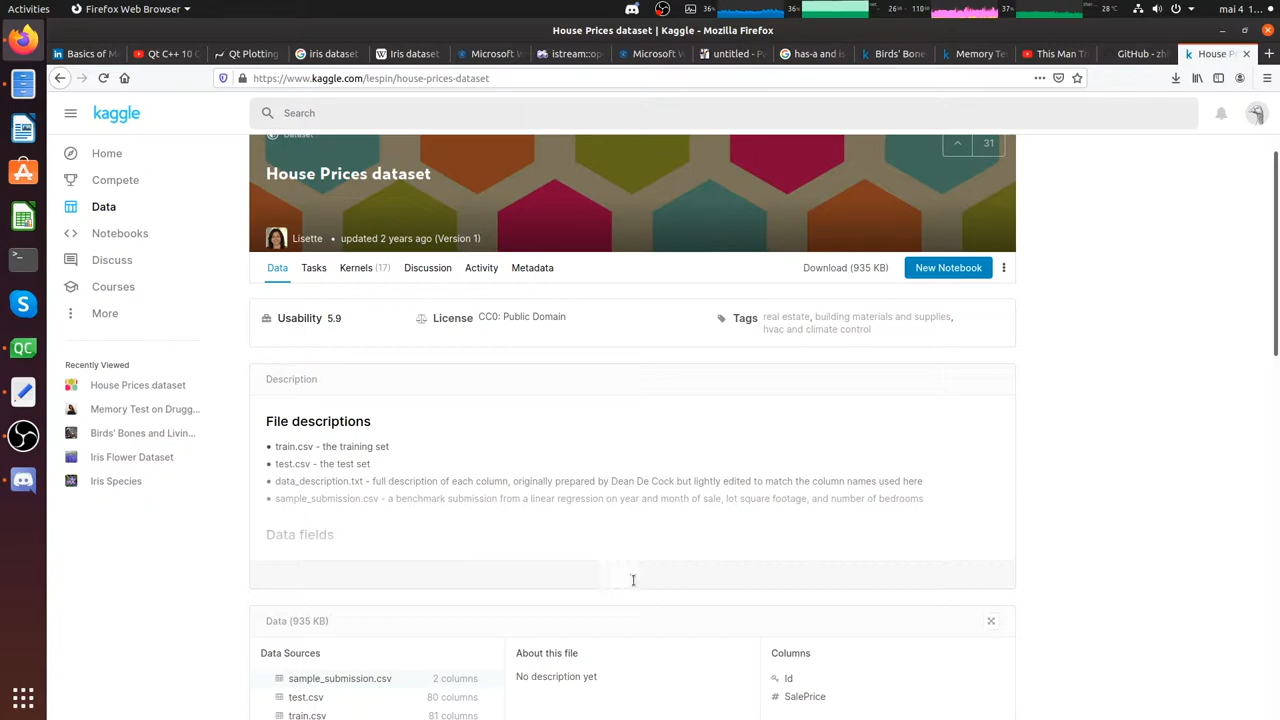 Activities
Firefox Web Browser
36%
36%
37%
28°C
mai 4
House Prices dataset | Kaggle - Mozilla Firefox
Basics of M
Qt C++ 10
Qt Plotting
iris dataset
Iris dataset
Microsoft
istream::op
Microsoft
untitled - P
has-a and is
Birds' Bone
Memory Te
This Man Tr
GitHub - zh
House P
https://www.kaggle.com/lespin/house-prices-dataset
kaggle
Search
Home
Compete
Data
Notebooks
Discuss
Courses
More
Recently Viewed
House Prices dataset
Memory Test on Drugg...
Birds' Bones and Livin...
Iris Flower Dataset
Iris Species
Dataset
31
House Prices dataset
Lisette • updated 2 years ago (Version 1)
Data
Tasks
Kernels (17)
Discussion
Activity
Metadata
Download (935 KB)
New Notebook
Usability 5.9
License CC0: Public Domain
Tags real estate, building materials and supplies,
hvac and climate control
Description
File descriptions
• train.csv - the training set
• test.csv - the test set
• data_description.txt - full description of each column, originally prepared by Dean De Cock but lightly edited to match the column names used here
• sample_submission.csv - a benchmark submission from a linear regression on year and month of sale, lot square footage, and number of bedrooms
Data fields
Data (935 KB)
Data Sources
sample_submission.csv 2 columns
test.csv 80 columns
train.csv 81 columns
About this file
No description yet
Columns
Id
# SalePrice